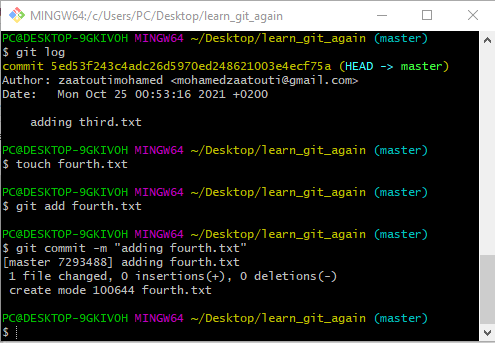 MINGW64:/c/Users/PC/Desktop/learn_git_again
PC@DESKTOP-9GKIVOH MINGW64 ~/Desktop/learn_git_again (master)
$ git log
commit 5ed53f243c4adc26d5970ed248621003e4ecf75a (HEAD -> master)
Author: zaatoutimohamed <mohamedzaatouti@gmail.com>
Date:   Mon Oct 25 00:53:16 2021 +0200
    adding third.txt
PC@DESKTOP-9GKIVOH MINGW64 ~/Desktop/learn_git_again (master)
$ touch fourth.txt
PC@DESKTOP-9GKIVOH MINGW64 ~/Desktop/learn_git_again (master)
$ git add fourth.txt
PC@DESKTOP-9GKIVOH MINGW64 ~/Desktop/learn_git_again (master)
$ git commit -m "adding fourth.txt"
[master 7293488] adding fourth.txt
 1 file changed, 0 insertions(+), 0 deletions(-)
 create mode 100644 fourth.txt
PC@DESKTOP-9GKIVOH MINGW64 ~/Desktop/learn_git_again (master)
$